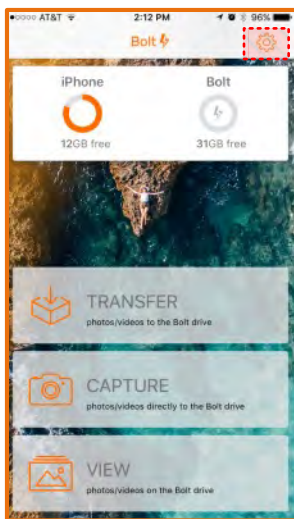 AT&T 2:12 PM 96%
Bolt
iPhone Bolt
12GB free 31GB free
TRANSFER
photos/videos to the Bolt drive
CAPTURE
photos/videos directly to the Bolt drive
VIEW
photos/videos on the Bolt drive